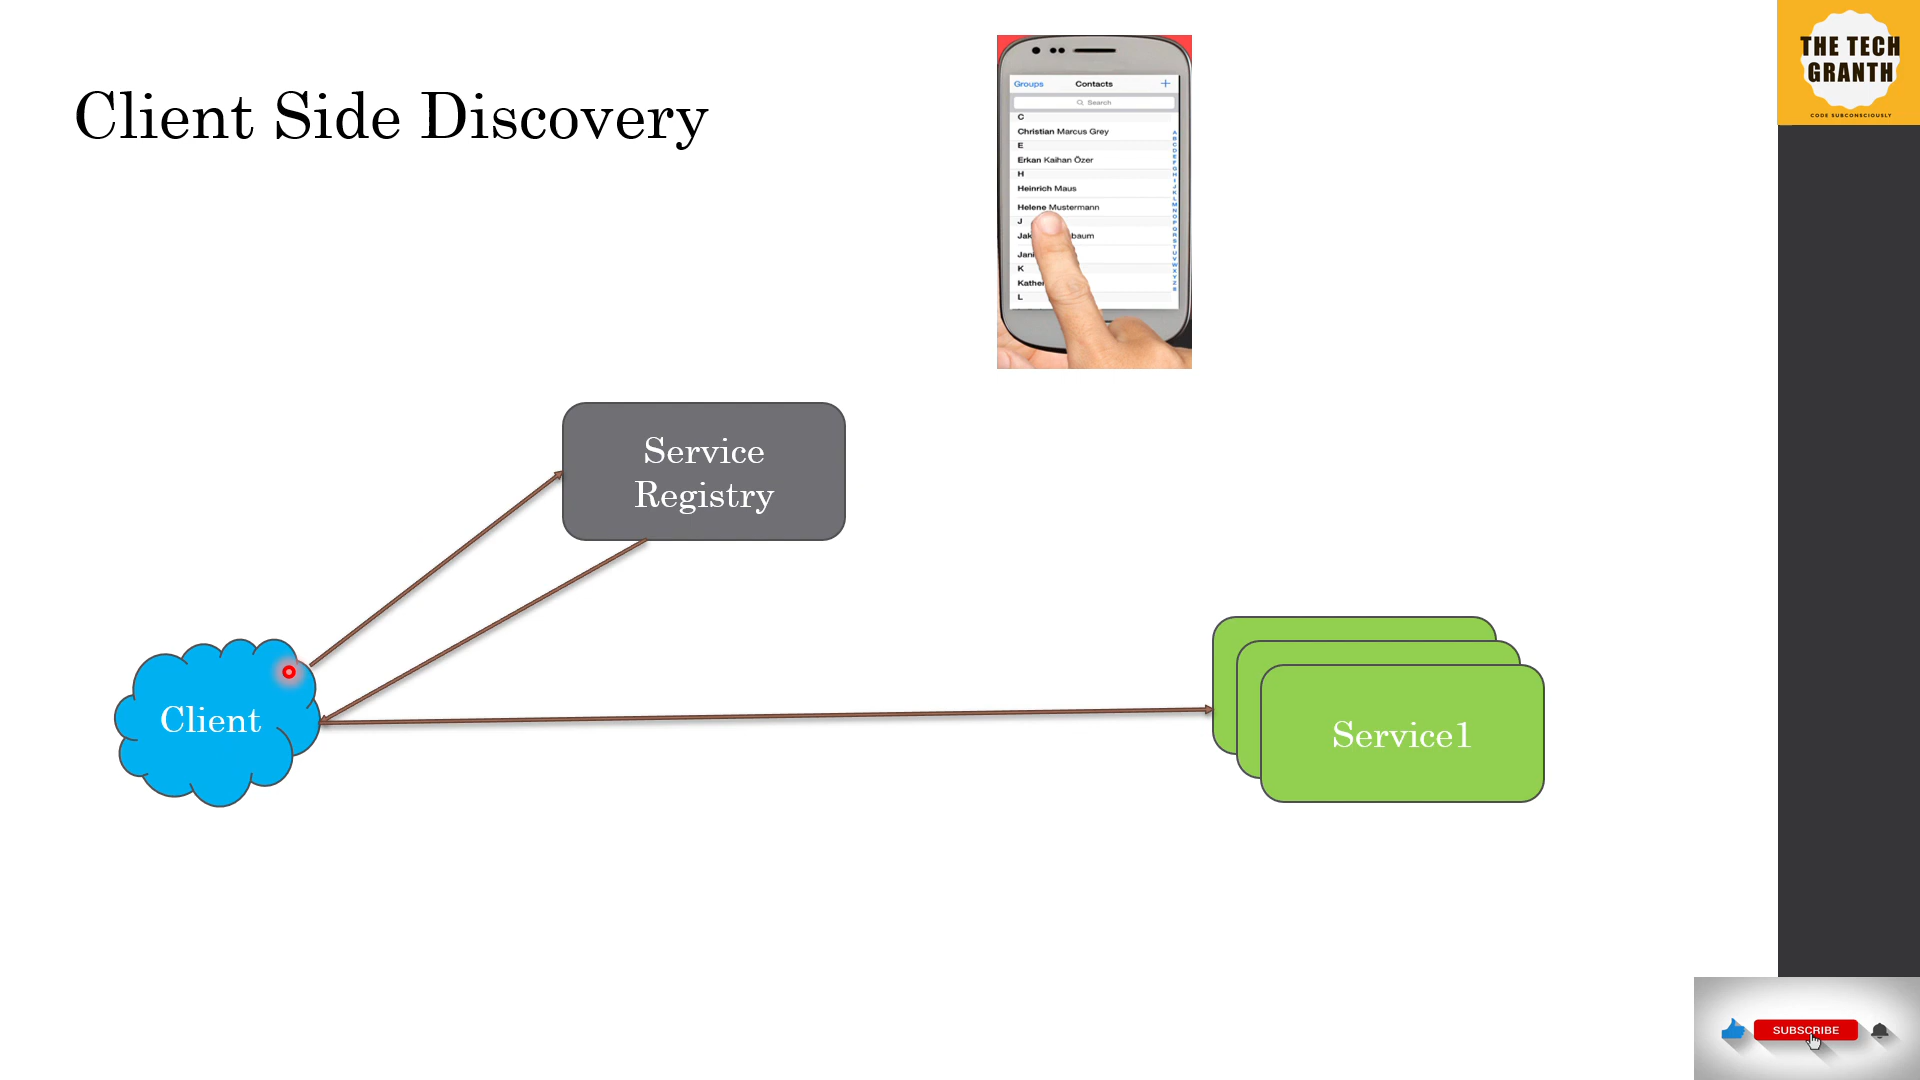 THE TECH
GRANTH
CODE SUBCONSCIOUSLY
Client Side Discovery
Groups Contacts +
Search
C
Christian Marcus Grey
E
Erkan Kaihan Özer
H
Heinrich Maus
Helene Mustermann
J
K
L
Service
Registry
Client
Service1
SUBSCRIBE